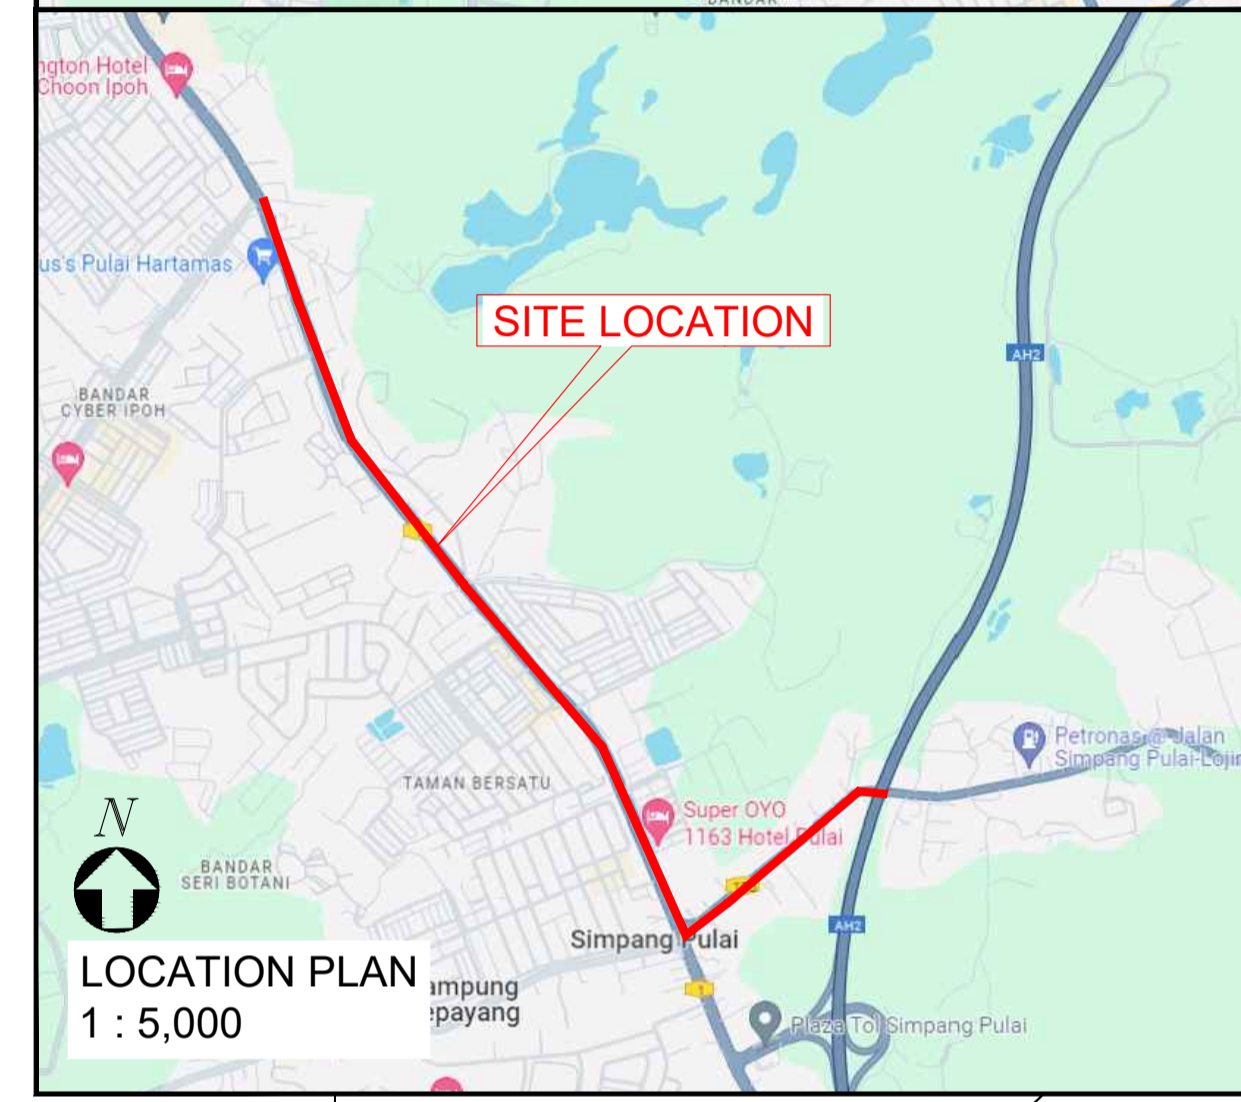 BANDAR
ngton Hotel
Choon Ipoh
us's Pulai Hartamas
SITE LOCATION
AH2
BANDAR
CYBER IPOH
Petronas @ Jalan
Simpang Pulai-Lojin
TAMAN BERSATU
Super OYO
1163 Hotel Pulai
N
BANDAR
SERI BOTANI
AH2
Simpang Pulai
LOCATION PLAN
1 : 5,000
ampung
epayang
1
Plaza Tol Simpang Pulai